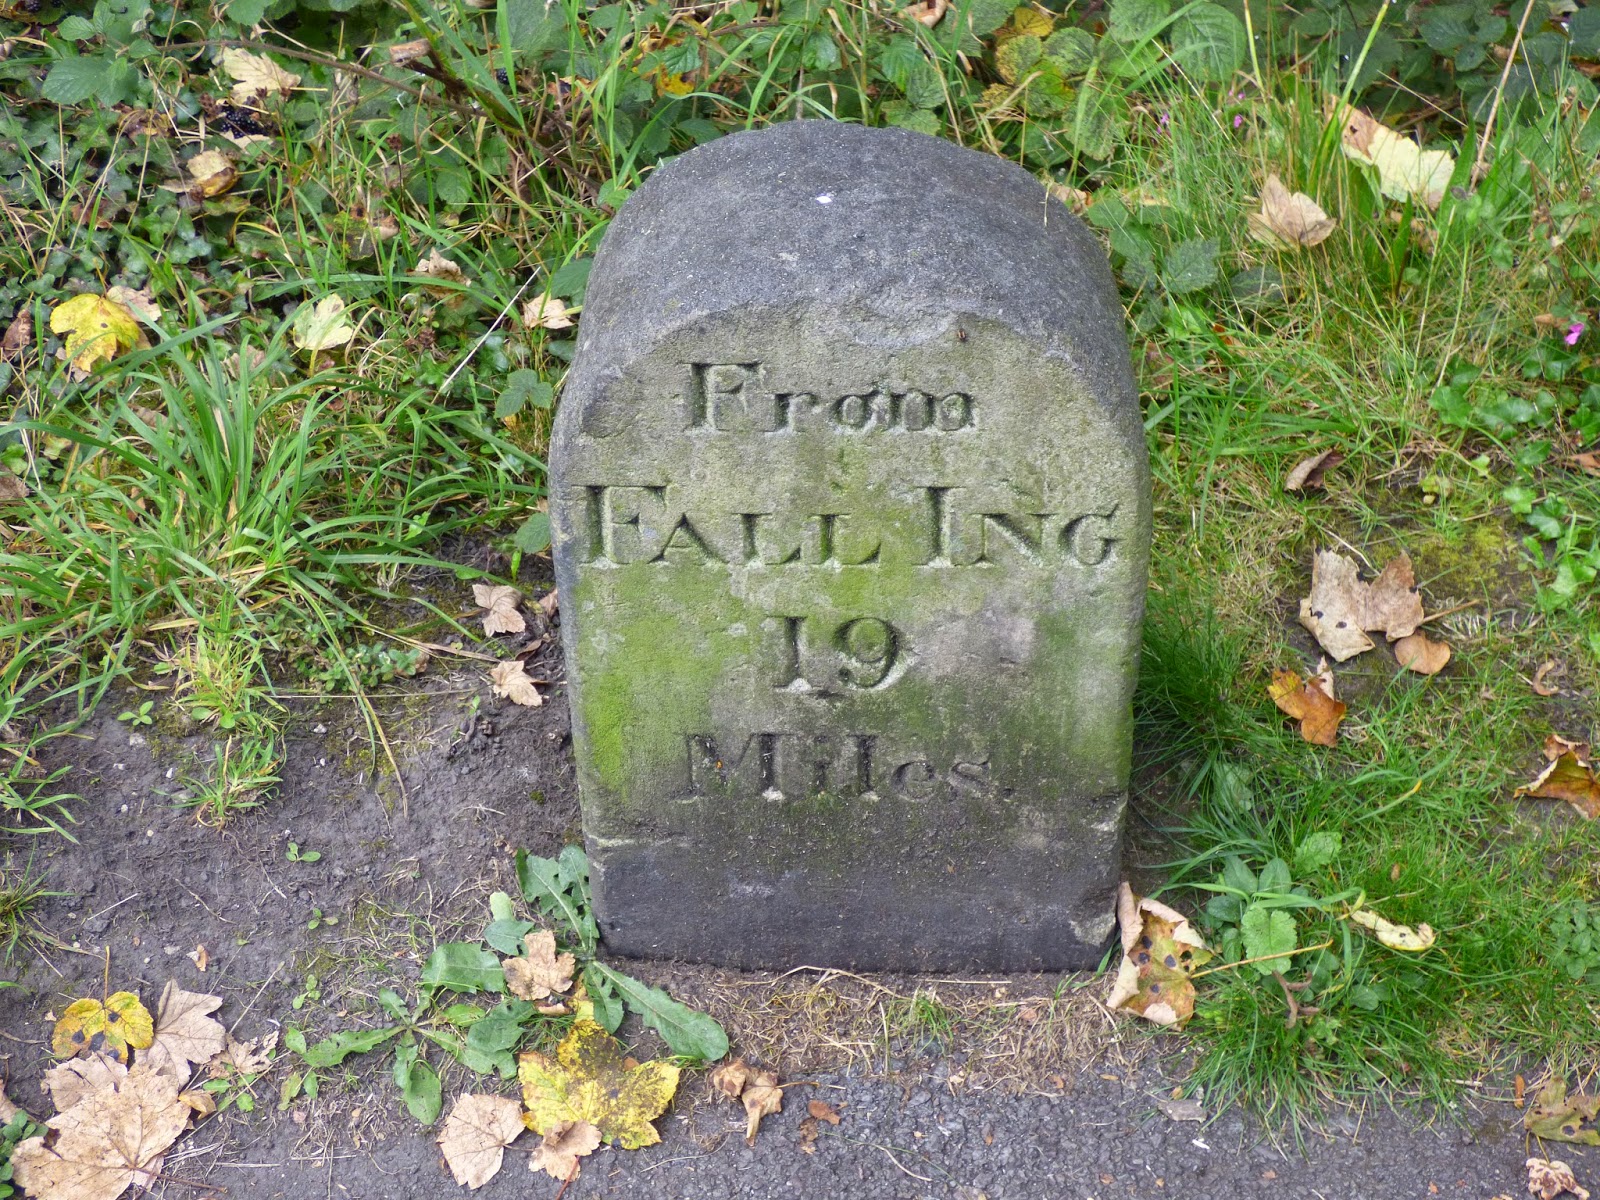 From
FALL ING
19
Miles